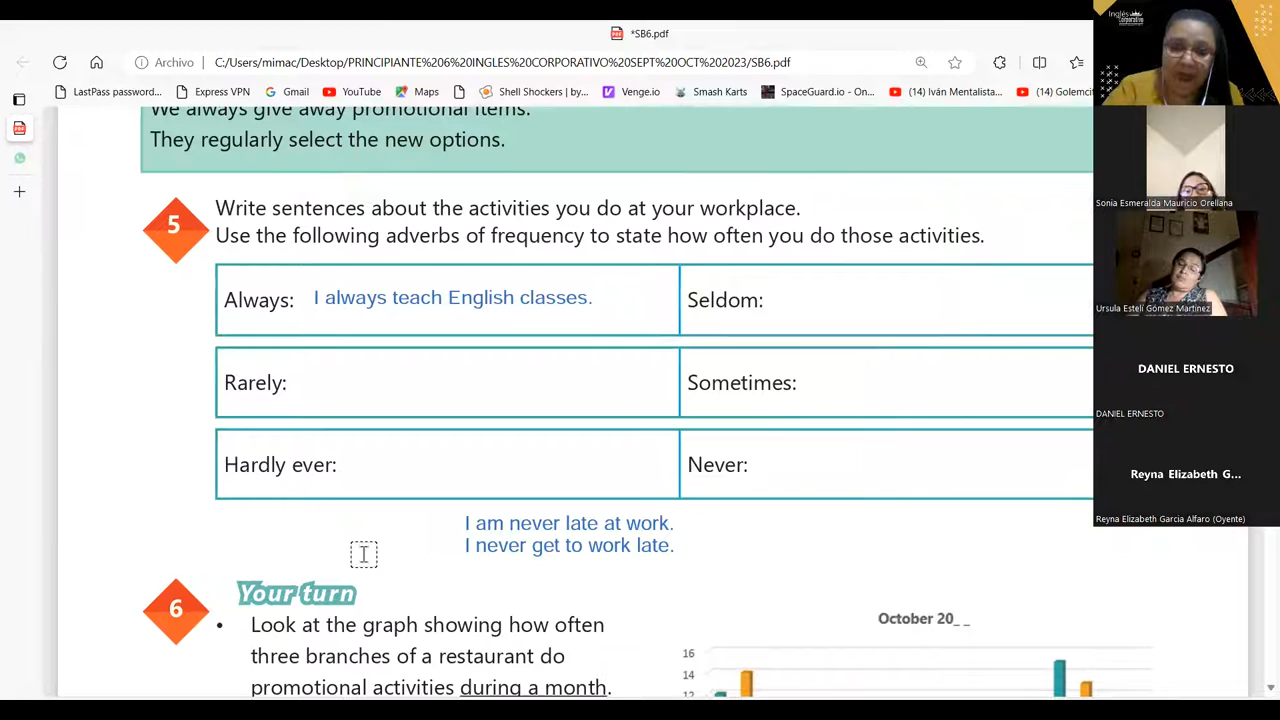 *SB6.pdf
Archivo
C:/Users/mimac/Desktop/PRINCIPIANTE%206%20INGLES%20CORPORATIVO%20SEPT%20OCT%202023/SB6.pdf
LastPass password...
Express VPN
Gmail
YouTube
Maps
Shell Shockers | by...
Venge.io
Smash Karts
SpaceGuard.io - On...
(14) Iván Mentalista...
(14) Golemcit
We always give away promotional items.
They regularly select the new options.
5
Write sentences about the activities you do at your workplace.
Use the following adverbs of frequency to state how often you do those activities.
Always: I always teach English classes.
Seldom:
Rarely:
Sometimes:
Hardly ever:
Never:
I am never late at work.
I never get to work late.
6
Your turn
• Look at the graph showing how often
three branches of a restaurant do
promotional activities during a month.
October 20_ _
16
14
12
Inglés
Corporativo
Sonia Esmeralda Mauricio Orellana
Ursula Estelí Gómez Martínez
DANIEL ERNESTO
DANIEL ERNESTO
Reyna Elizabeth G...
Reyna Elizabeth Garcia Alfaro (Oyente)